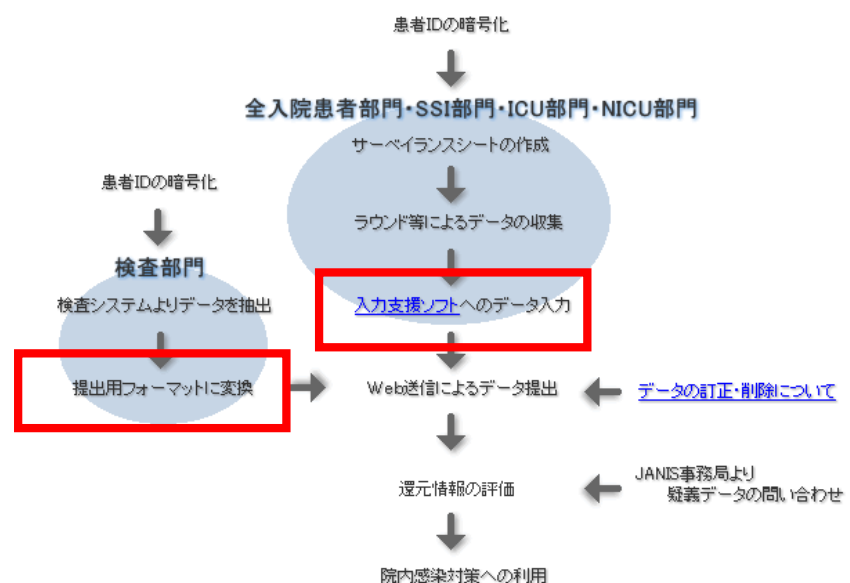 患者IDの暗号化
全入院患者部門・SSI部門・ICU部門・NICU部門
サーベイランスシートの作成
ラウンド等によるデータの収集
入力支援ソフトへのデータ入力
患者IDの暗号化
検査部門
検査システムよりデータを抽出
提出用フォーマットに変換
Web送信によるデータ提出
データの訂正・削除について
還元情報の評価
JANIS事務局より
疑義データの問い合わせ
院内感染対策への利用